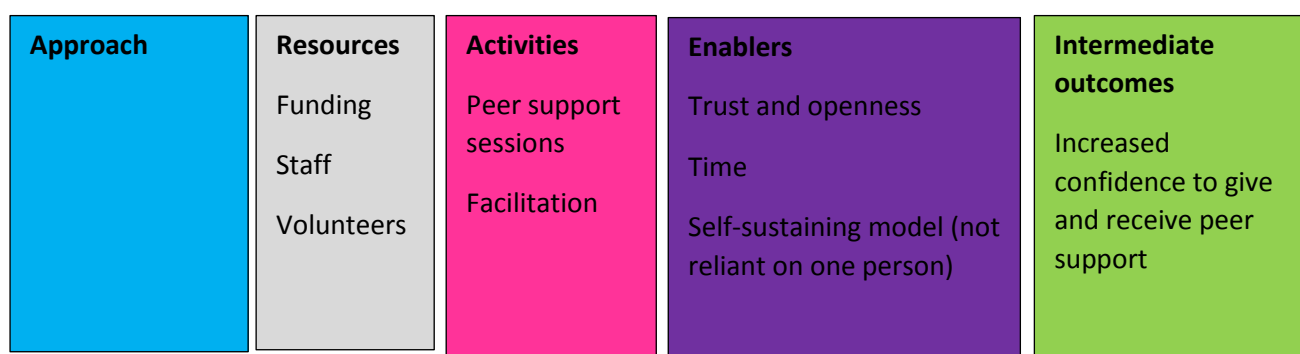 Approach
Resources
Funding
Staff
Volunteers
Activities
Peer support
sessions
Facilitation
Enablers
Trust and openness
Time
Self-sustaining model (not
reliant on one person)
Intermediate
outcomes
Increased
confidence to give
and receive peer
support